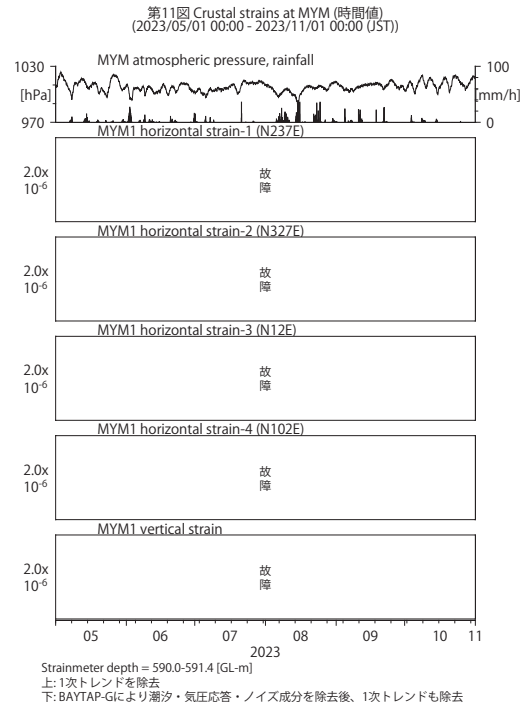 第11図 Crustal strains at MYM (時間値)
(2023/05/01 00:00 - 2023/11/01 00:00 (JST))
MYM atmospheric pressure, rainfall
1030
[hPa]
970
100
[mm/h]
0
MYM1 horizontal strain-1 (N237E)
2.0x
10-6
故
障
MYM1 horizontal strain-2 (N327E)
2.0x
10-6
故
障
MYM1 horizontal strain-3 (N12E)
2.0x
10-6
故
障
MYM1 horizontal strain-4 (N102E)
2.0x
10-6
故
障
MYM1 vertical strain
2.0x
10-6
故
障
05 06 07 08 09 10 11
2023
Strainmeter depth = 590.0-591.4 [GL-m]
上: 1次トレンドを除去
下: BAYTAP-Gにより潮汐・気圧応答・ノイズ成分を除去後、1次トレンドも除去